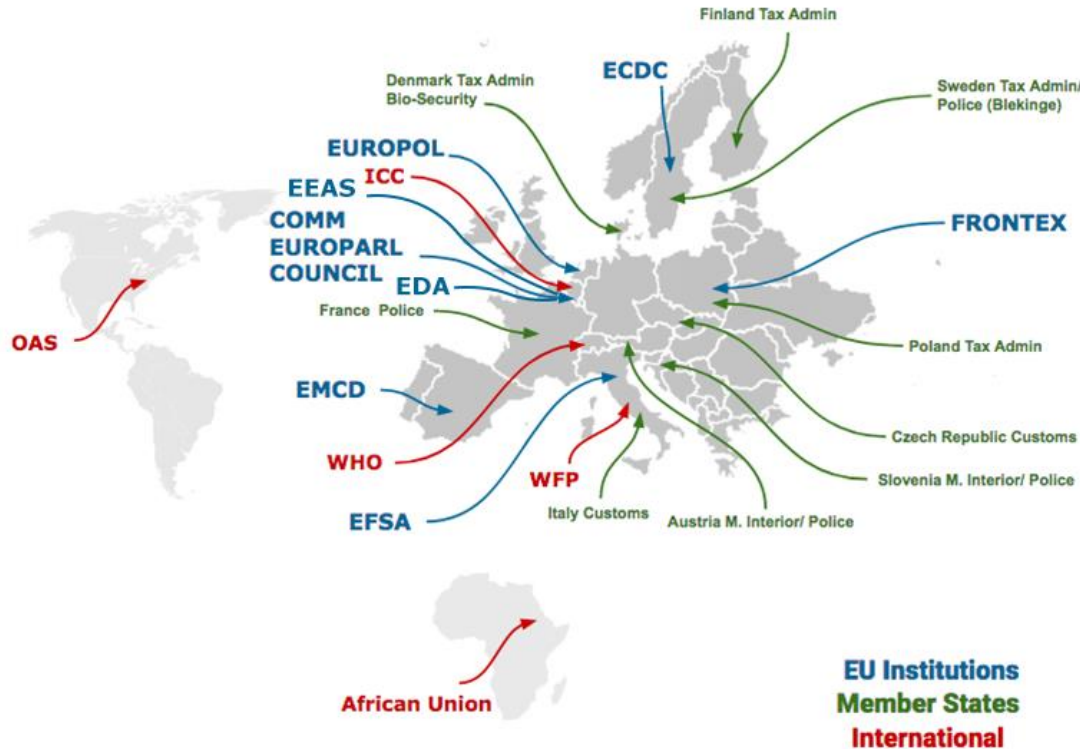 Finland Tax Admin
Denmark Tax Admin
Bio-Security
ECDC
Sweden Tax Admin/
Police (Blekinge)
EUROPOL
ICC
EEAS
COMM
EUROPARL
COUNCIL
FRONTEX
EDA
France Police
OAS
Poland Tax Admin
EMCD
Czech Republic Customs
WHO
WFP
Slovenia M. Interior/ Police
Italy Customs
EFSA
Austria M. Interior/ Police
African Union
EU Institutions
Member States
International